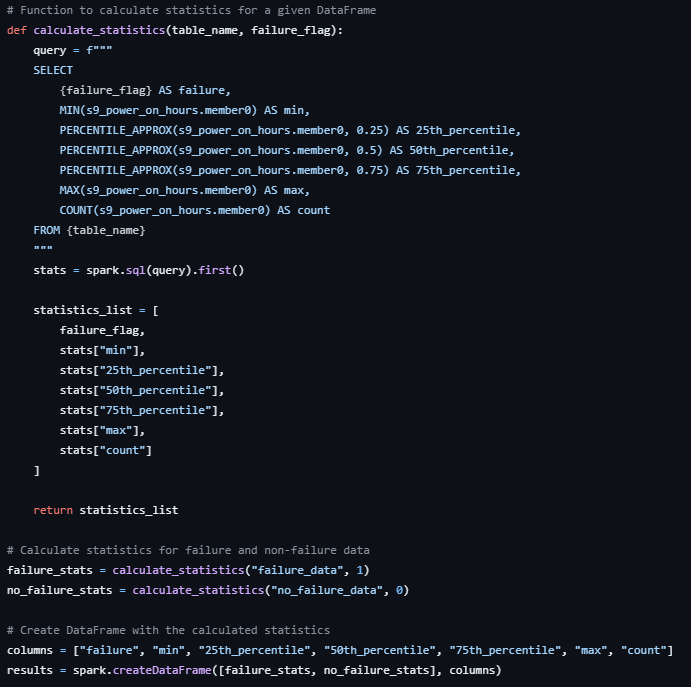 # Function to calculate statistics for a given DataFrame
def calculate_statistics(table_name, failure_flag):
    query = f"""
    SELECT
        {failure_flag} AS failure,
        MIN(s9_power_on_hours.member0) AS min,
        PERCENTILE_APPROX(s9_power_on_hours.member0, 0.25) AS 25th_percentile,
        PERCENTILE_APPROX(s9_power_on_hours.member0, 0.5) AS 50th_percentile,
        PERCENTILE_APPROX(s9_power_on_hours.member0, 0.75) AS 75th_percentile,
        MAX(s9_power_on_hours.member0) AS max,
        COUNT(s9_power_on_hours.member0) AS count
    FROM {table_name}
    """
    stats = spark.sql(query).first()

    statistics_list = [
        failure_flag,
        stats["min"],
        stats["25th_percentile"],
        stats["50th_percentile"],
        stats["75th_percentile"],
        stats["max"],
        stats["count"]
    ]

    return statistics_list

# Calculate statistics for failure and non-failure data
failure_stats = calculate_statistics("failure_data", 1)
no_failure_stats = calculate_statistics("no_failure_data", 0)

# Create DataFrame with the calculated statistics
columns = ["failure", "min", "25th_percentile", "50th_percentile", "75th_percentile", "max", "count"]
results = spark.createDataFrame([failure_stats, no_failure_stats], columns)